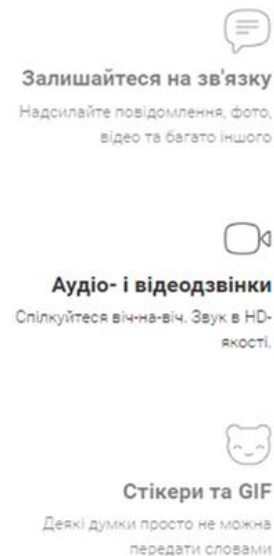 Залишайтеся на зв'язку
Надсилайте повідомлення, фото,
відео та багато іншого
Аудіо- і відеодзвінки
Спілкуйтеся віч-на-віч. Звук в HD-
якості.
Стікери та GIF
Деякі думки просто не можна
передати словами